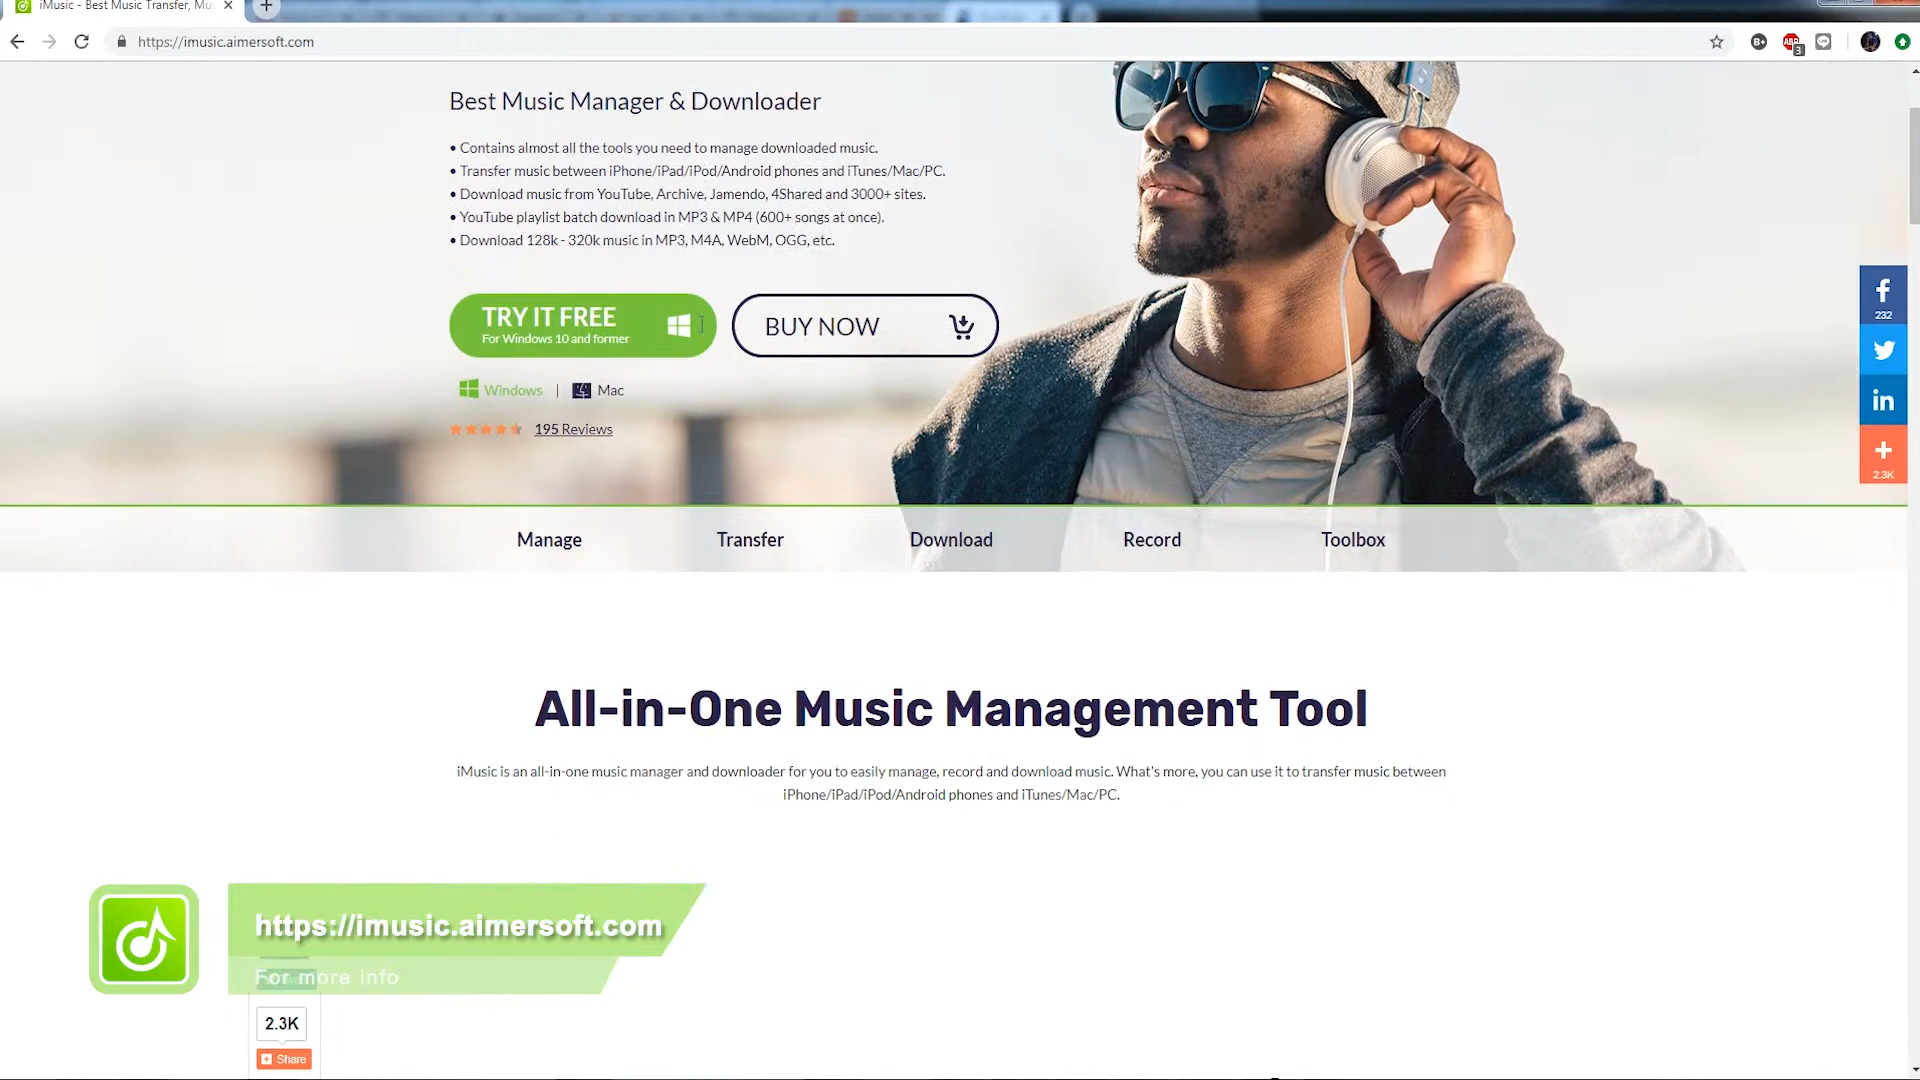 iMusic - Best Music Transfer, Mu
https://imusic.aimersoft.com
ABP
3
Best Music Manager & Downloader
• Contains almost all the tools you need to manage downloaded music.
• Transfer music between iPhone/iPad/iPod/Android phones and iTunes/Mac/PC.
• Download music from YouTube, Archive, Jamendo, 4Shared and 3000+ sites.
• YouTube playlist batch download in MP3 & MP4 (600+ songs at once).
• Download 128k - 320k music in MP3, M4A, WebM, OGG, etc.
TRY IT FREE
For Windows 10 and former
BUY NOW
Windows | Mac
195 Reviews
232
2.3K
Manage Transfer Download Record Toolbox
All-in-One Music Management Tool
iMusic is an all-in-one music manager and downloader for you to easily manage, record and download music. What's more, you can use it to transfer music between
iPhone/iPad/iPod/Android phones and iTunes/Mac/PC.
https://imusic.aimersoft.com
For more info
2.3K
Share